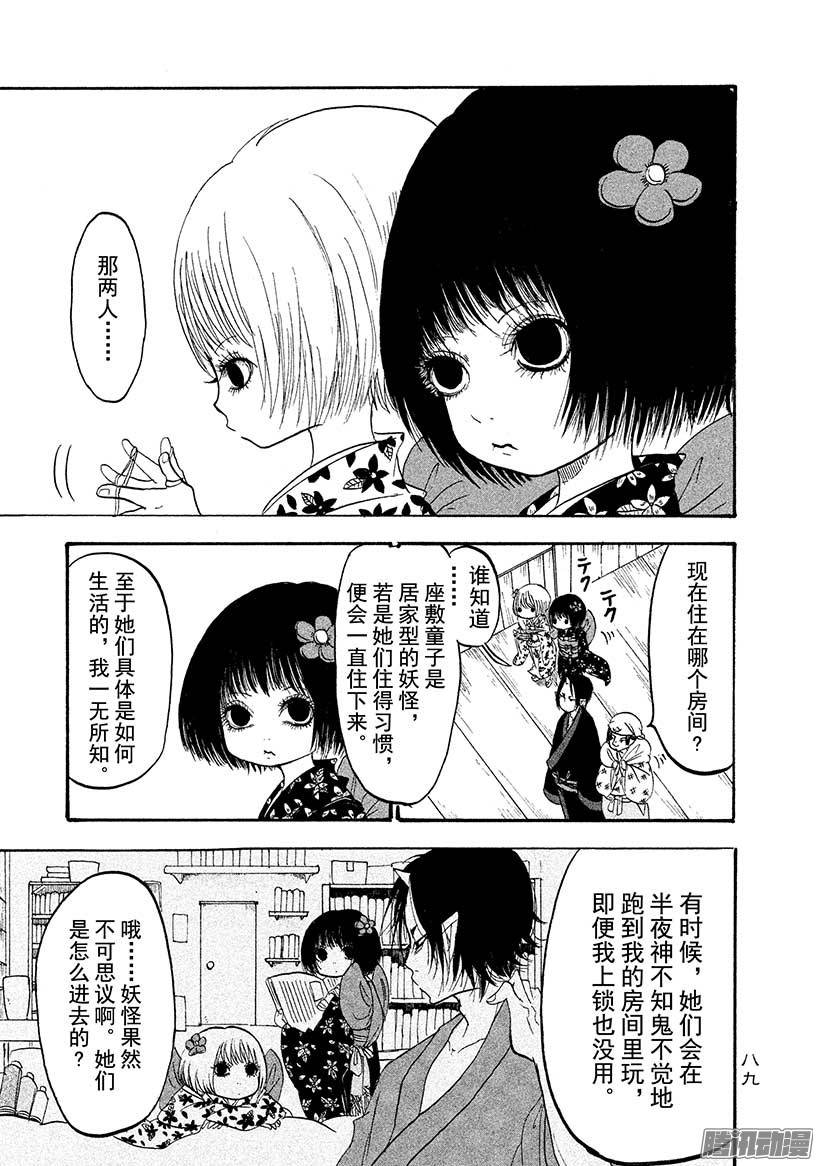 那两
人……
现在住在哪个房间？
テク
テク
谁知道
……
座敷童子是
居家型的妖怪，
若是她们住得习惯，
便会一直住下来。
至于她们具体是如何
生活的，我一无所知。
有时候，她们会在
半夜神不知鬼不觉地
跑到我的房间里玩，
即便我上锁也没用。
哦……妖怪果然
不可思议啊。她们
是怎么进去的？
八九
腾讯动漫